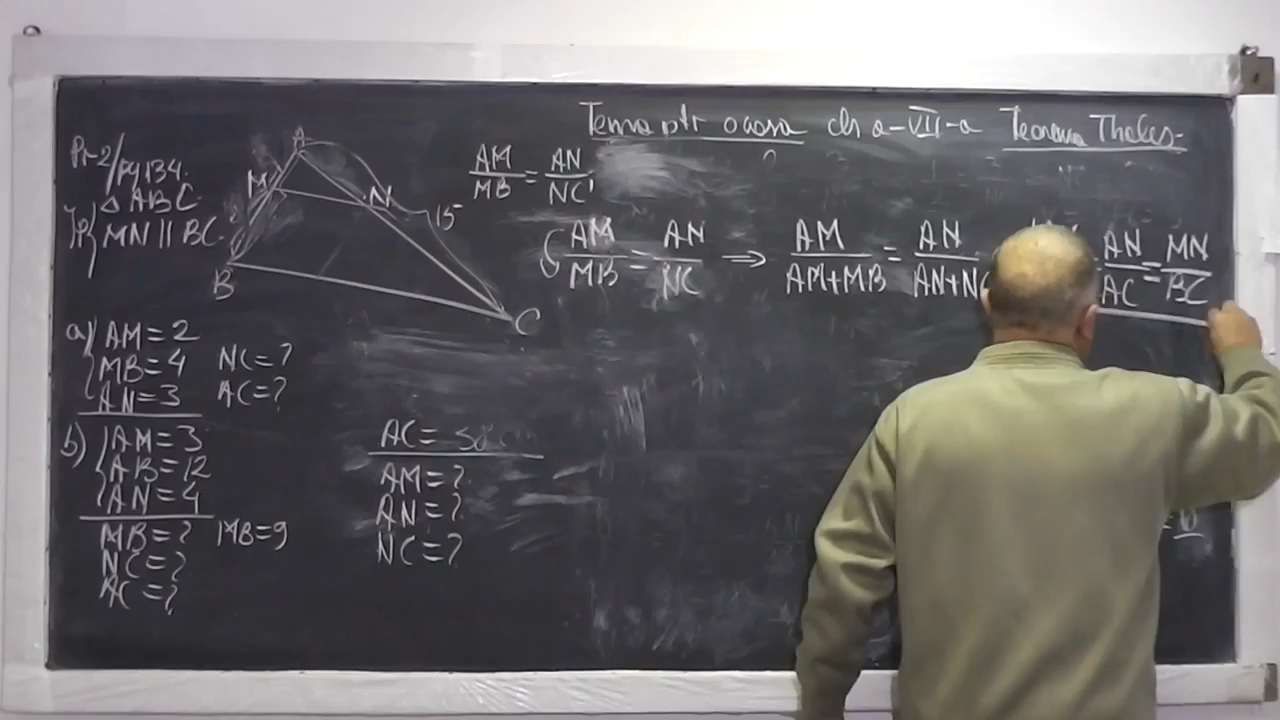 Tema ptr acasa cls a-VII-a Teorema Thales
Pr-2/pg 134.
△ABC
Ip{ MN || BC
A
M
N
15
B
C
AM/MB = AN/NC
AM/MB = AN/NC ⇒ AM/AM+MB = AN/AN+NC AN/AC = MN/BC
a) AM=2
MB=4 NC=?
AN=3 AC=?
b) AM=3
AB=12
AN=4
MB=? MB=9
NC=?
AC=?
AC=
AM=?
AN=?
NC=?